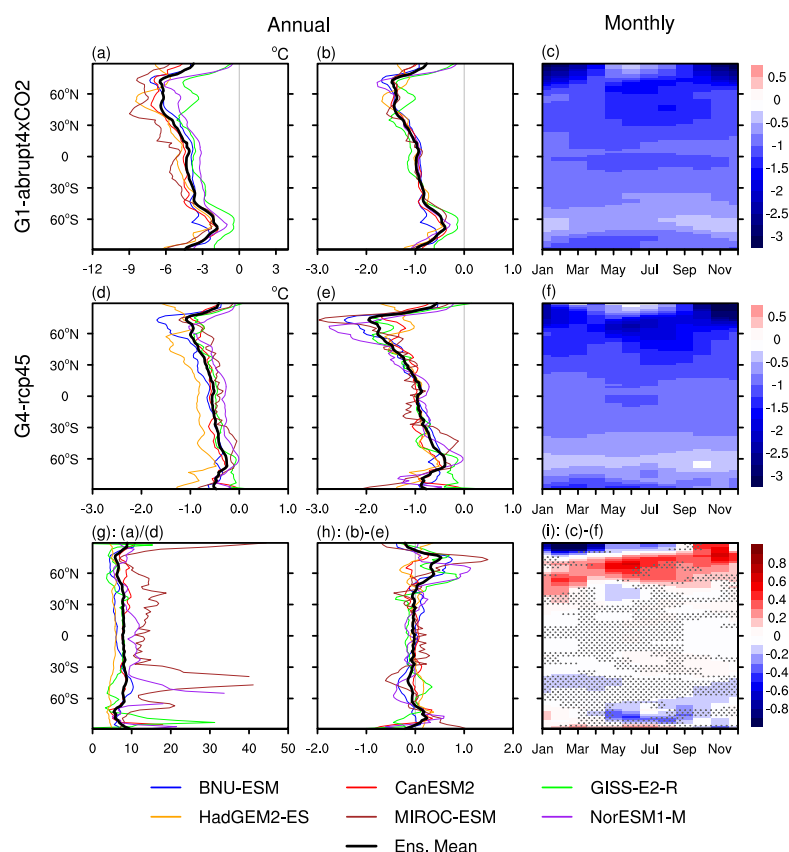 Annual Monthly
(a) °C (b) (c)
G1-abrupt4xCO2
60°N
30°N
0
30°S
60°S
0.5
0
-0.5
-1
-1.5
-2
-2.5
-3
-12 -9 -6 -3 0 3
-3.0 -2.0 -1.0 0.0 1.0
Jan Mar May Jul Sep Nov
(d) °C (e) (f)
G4-rcp45
60°N
30°N
0
30°S
60°S
0.5
0
-0.5
-1
-1.5
-2
-2.5
-3
-3.0 -2.0 -1.0 0.0 1.0
-3.0 -2.0 -1.0 0.0 1.0
Jan Mar May Jul Sep Nov
(g): (a)/(d) (h): (b)-(e) (i): (c)-(f)
60°N
30°N
0
30°S
60°S
0.8
0.6
0.4
0.2
0
-0.2
-0.4
-0.6
-0.8
0 10 20 30 40 50
-2.0 -1.0 0.0 1.0 2.0
Jan Mar May Jul Sep Nov
BNU-ESM CanESM2 GISS-E2-R
HadGEM2-ES MIROC-ESM NorESM1-M
Ens. Mean